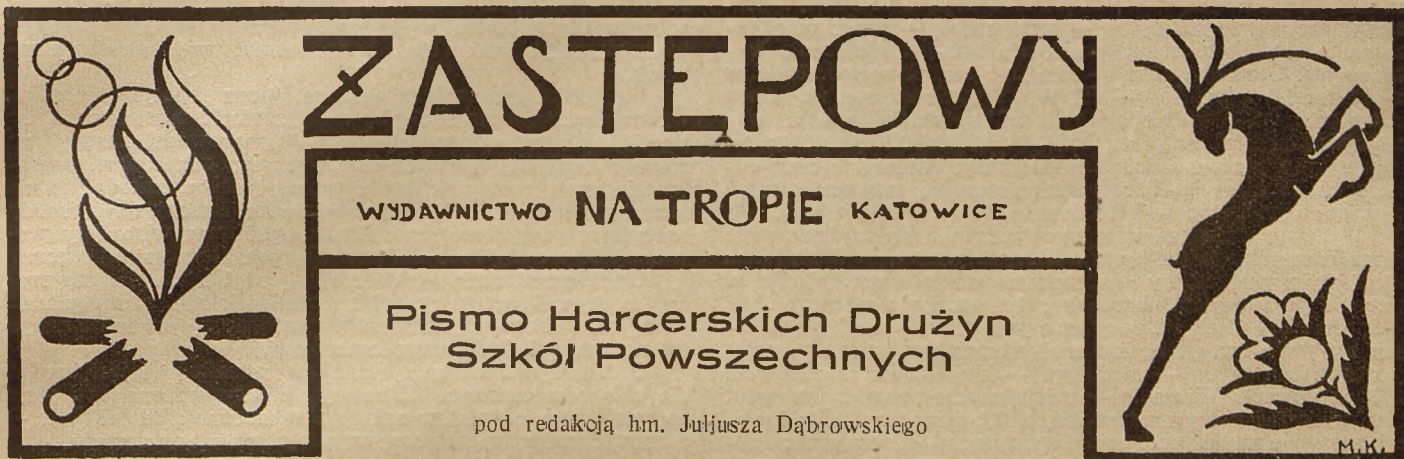 ZASTĘPOWY
WYDAWNICTWO NA TROPIE KATOWICE
Pismo Harcerskich Drużyn
Szkół Powszechnych
pod redakcją hm. Juljusza Dąbrowskiego
M.K.